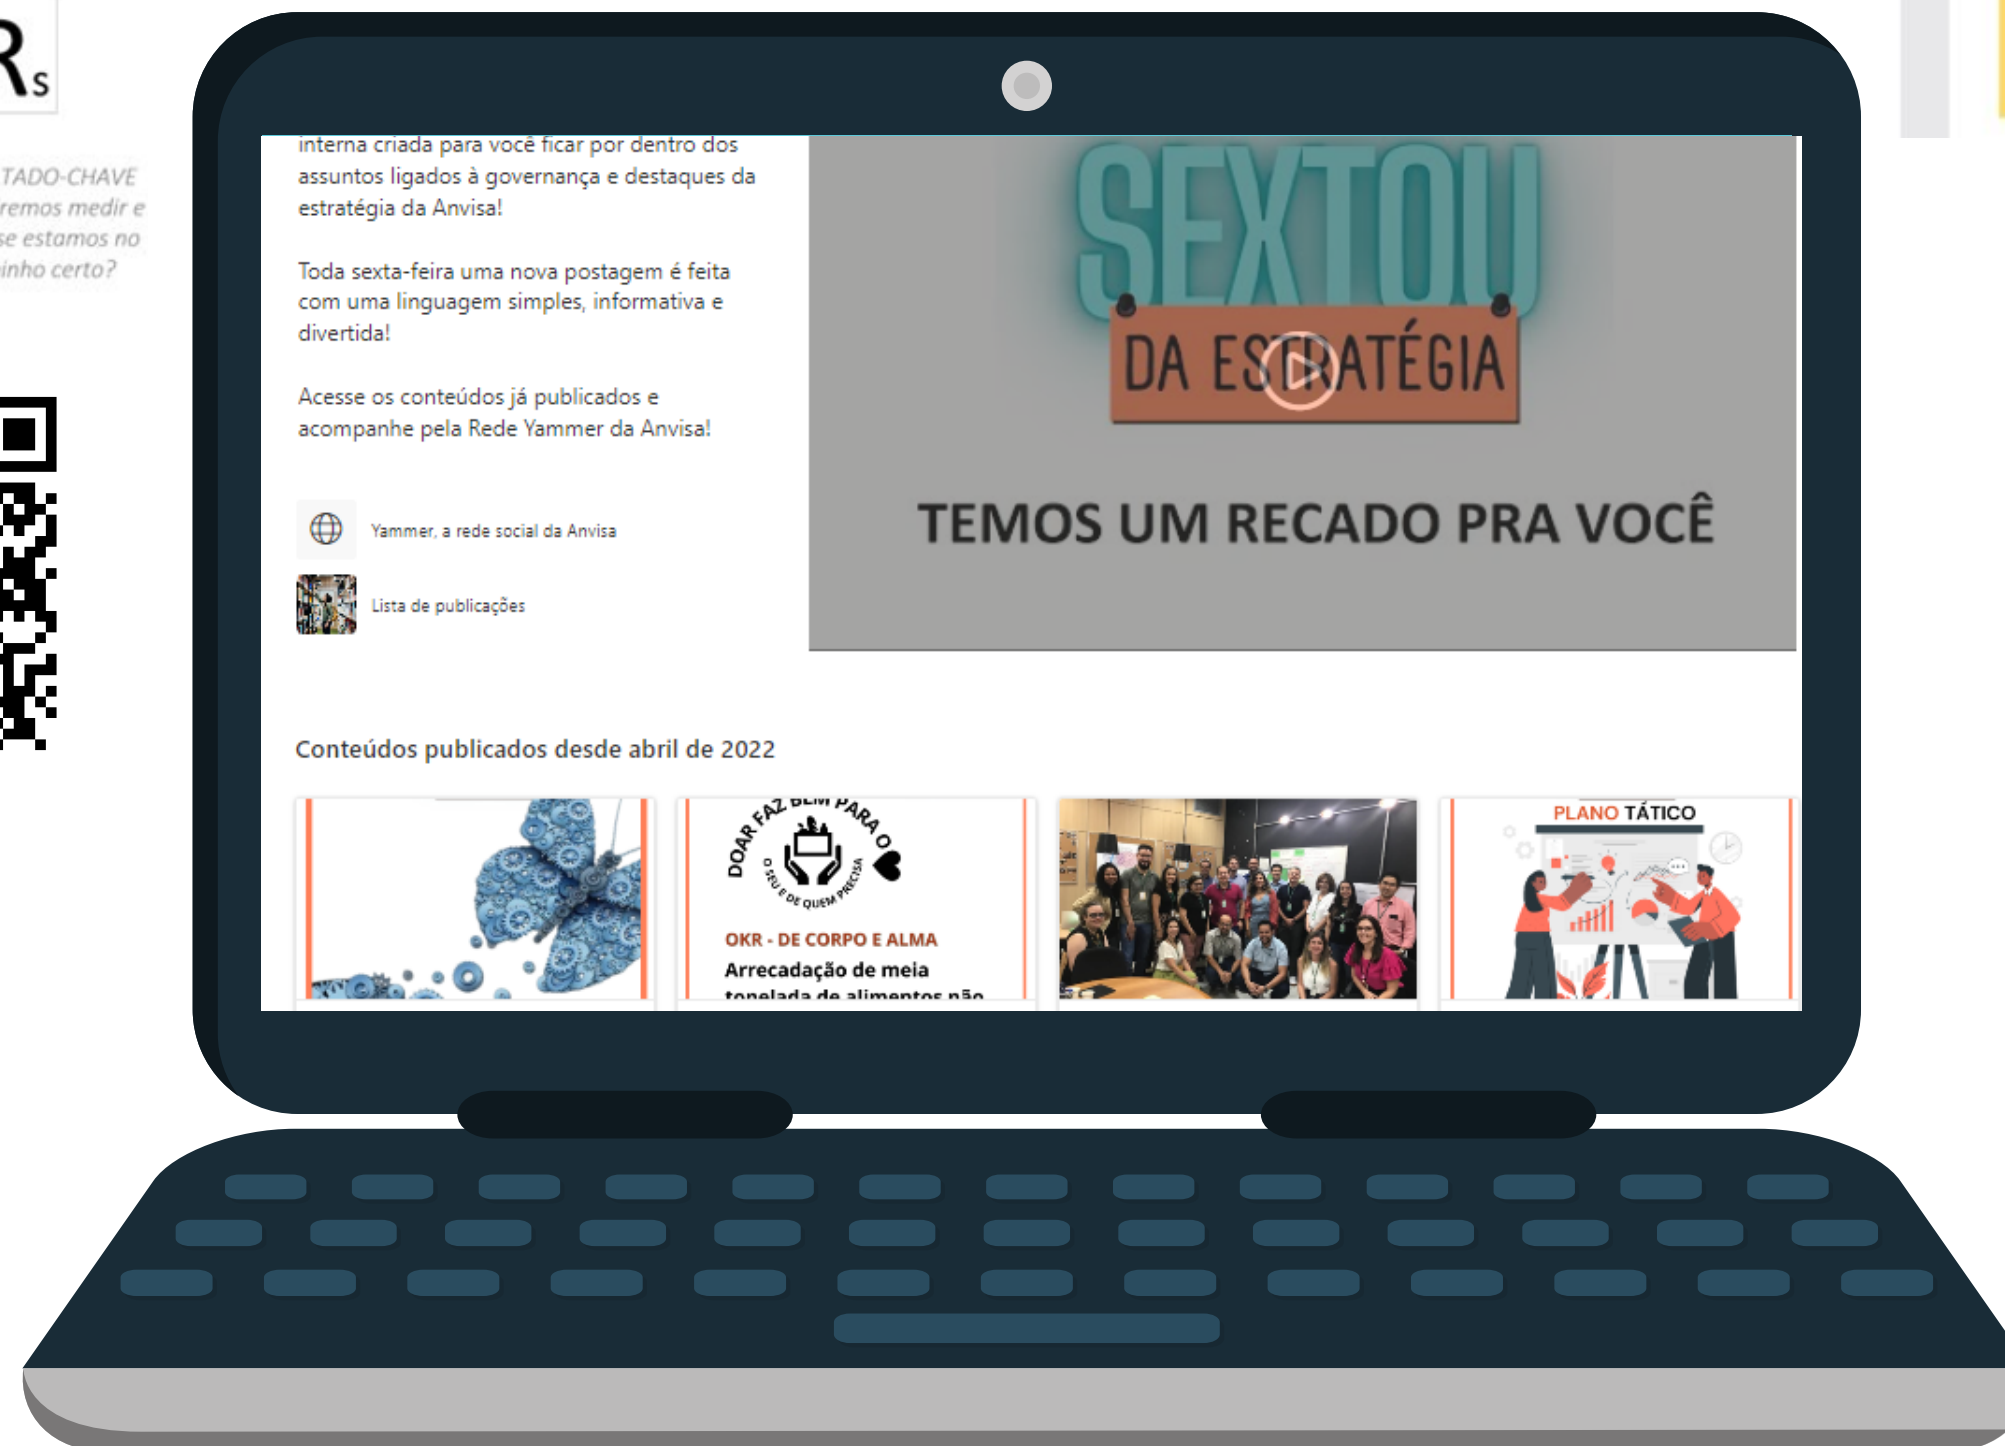 Rs
TADO-CHAVE
remos medir e
se estamos no
inho certo?
interna criada para você ficar por dentro dos
assuntos ligados à governança e destaques da
estratégia da Anvisa!
Toda sexta-feira uma nova postagem é feita
com uma linguagem simples, informativa e
divertida!
Acesse os conteúdos já publicados e
acompanhe pela Rede Yammer da Anvisa!
Yammer, a rede social da Anvisa
Lista de publicações
SEXTOU
DA ESTRATÉGIA
TEMOS UM RECADO PRA VOCÊ
Conteúdos publicados desde abril de 2022
DOAR FAZ BEM PARA O
O SEU E DE QUEM PRECISA
OKR - DE CORPO E ALMA
Arrecadação de meia
tonelada de alimentos não
PLANO TÁTICO